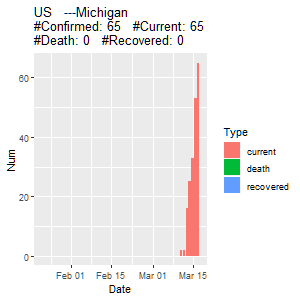 US   ---Michigan
#Confirmed: 65   #Current: 65
#Death: 0   #Recovered: 0
60
40
20
0
Num
Feb 01
Feb 15
Mar 01
Mar 15
Date
Type
current
death
recovered